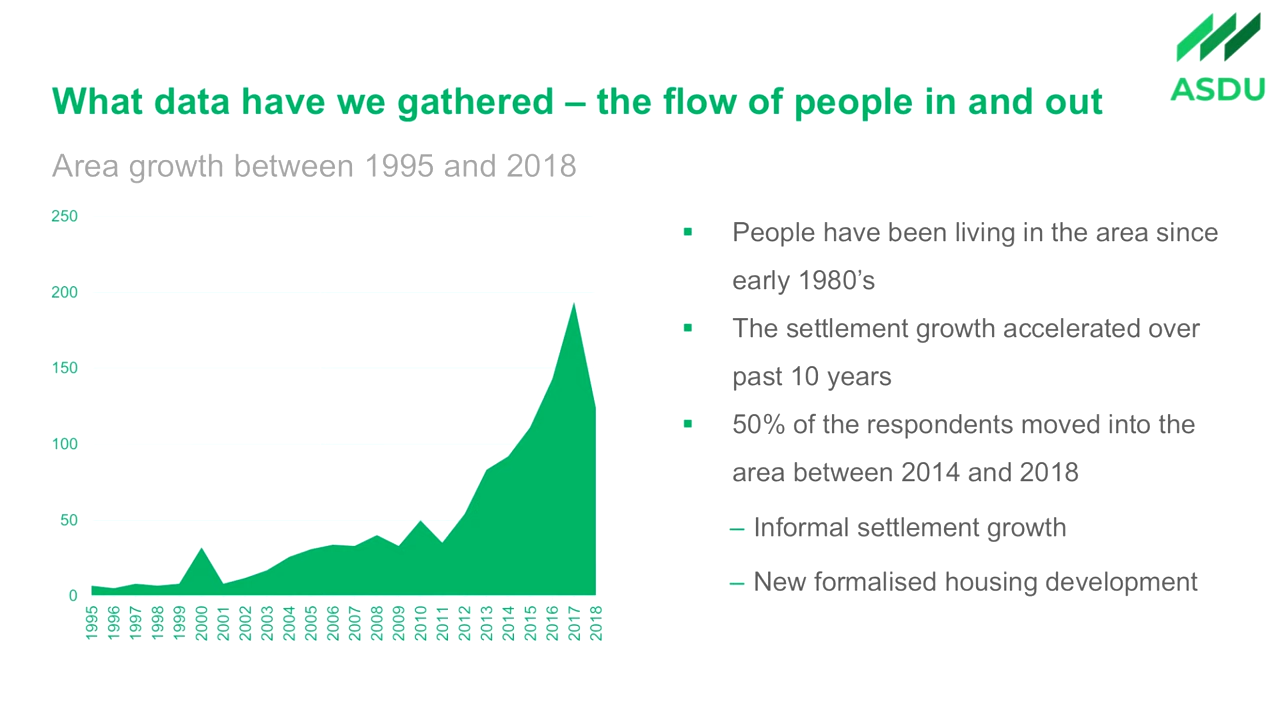 ASDU
What data have we gathered – the flow of people in and out
Area growth between 1995 and 2018
250
200
150
100
50
0
1995
1996
1997
1998
1999
2000
2001
2002
2003
2004
2005
2006
2007
2008
2009
2010
2011
2012
2013
2014
2015
2016
2017
2018
▪ People have been living in the area since
early 1980’s
▪ The settlement growth accelerated over
past 10 years
▪ 50% of the respondents moved into the
area between 2014 and 2018
– Informal settlement growth
– New formalised housing development